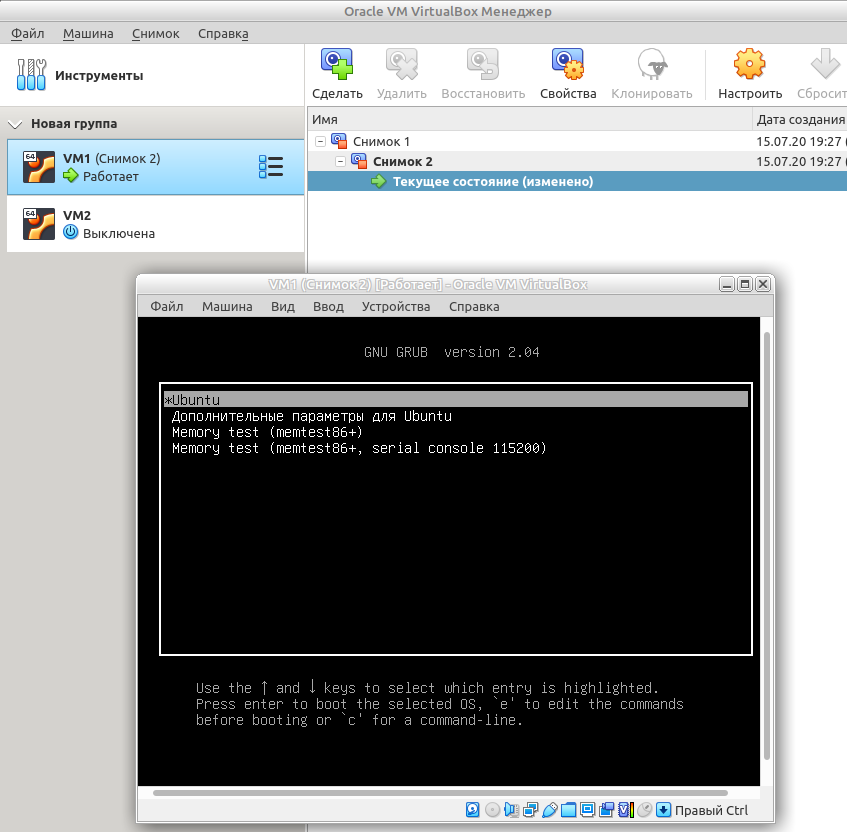 Oracle VM VirtualBox Менеджер
Файл Машина Снимок Справка
Инструменты
Сделать Удалить Восстановить Свойства Клонировать Настроить Сбросит
Новая группа
Имя Дата создания
64 VM1 (Снимок 2)
Работает
Снимок 1 15.07.20 19:27 (
Снимок 2 15.07.20 19:27 (
Текущее состояние (изменено)
64 VM2
Выключена
VM1 (Снимок 2) [Работает] - Oracle VM VirtualBox
Файл Машина Вид Ввод Устройства Справка
GNU GRUB version 2.04
*Ubuntu
Дополнительные параметры для Ubuntu
Memory test (memtest86+)
Memory test (memtest86+, serial console 115200)
Use the ↑ and ↓ keys to select which entry is highlighted.
Press enter to boot the selected OS, `e' to edit the commands
before booting or `c' for a command-line.
Правый Ctrl